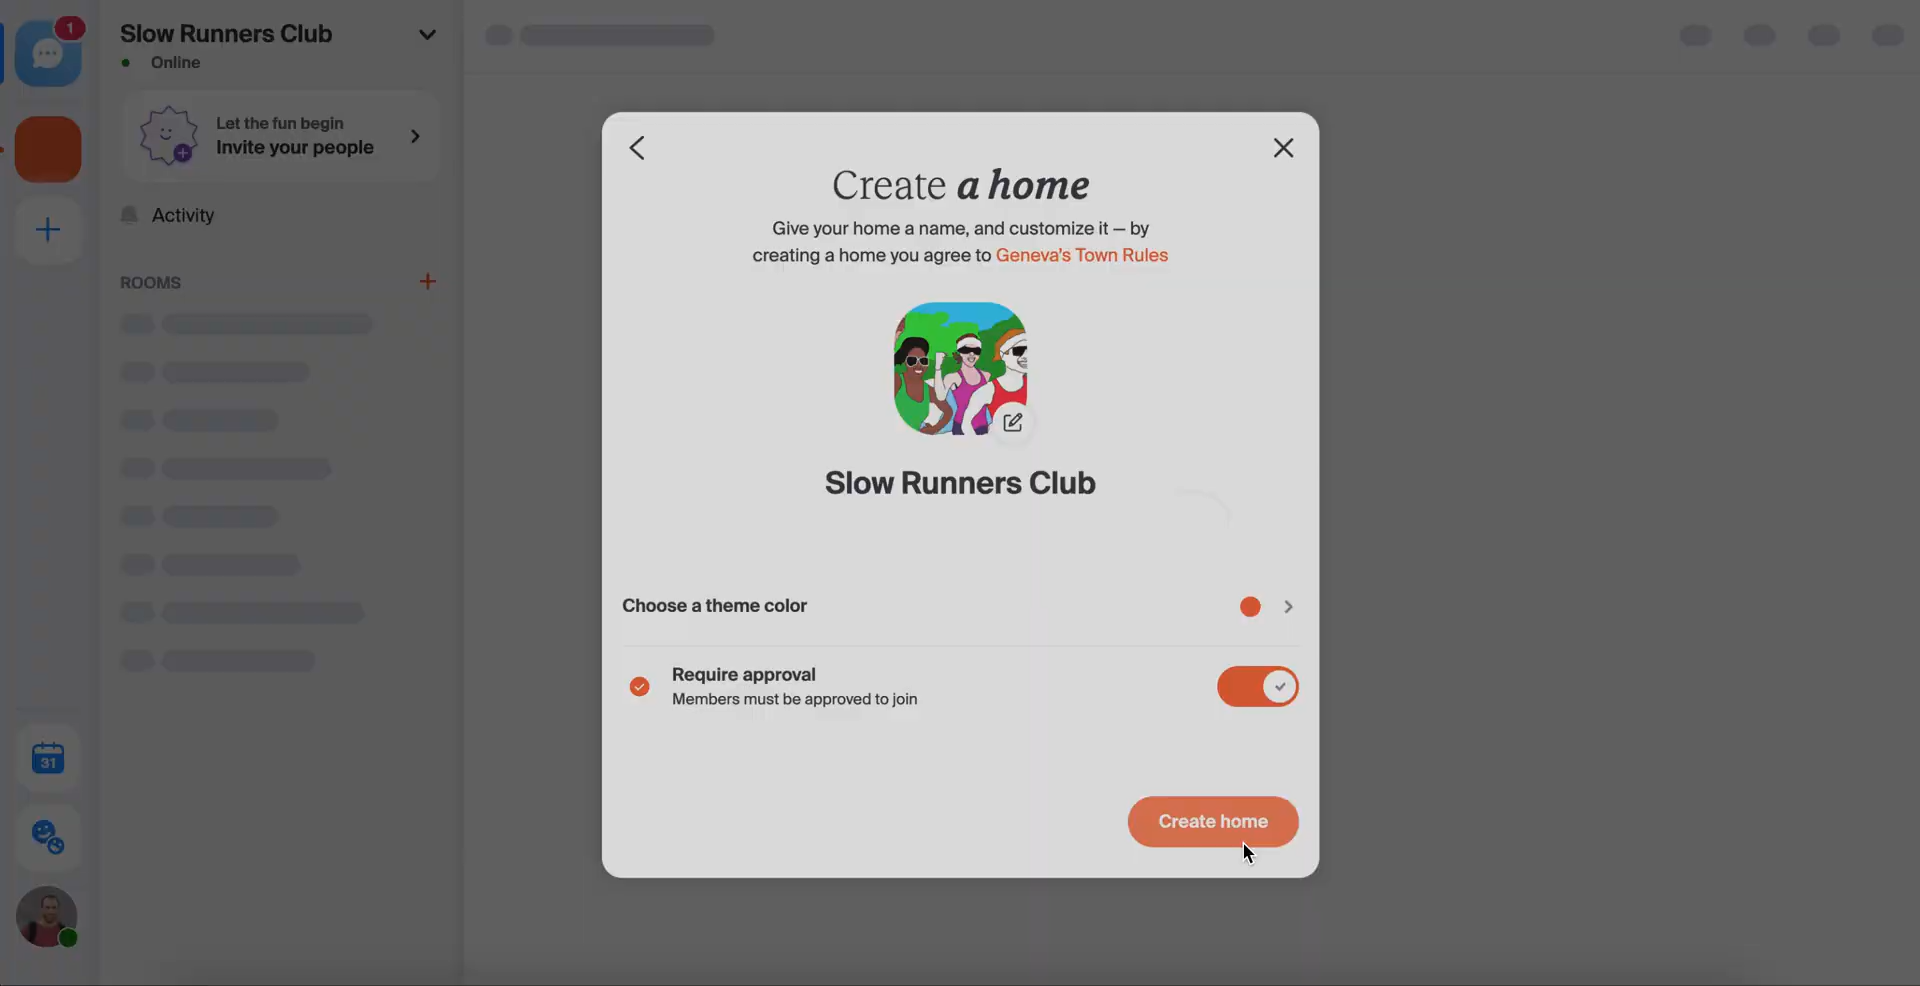 1
Slow Runners Club
Online
Let the fun begin
Invite your people
Activity
ROOMS
31
Create a home
Give your home a name, and customize it — by
creating a home you agree to Geneva's Town Rules
Slow Runners Club
Choose a theme color
Require approval
Members must be approved to join
Create home